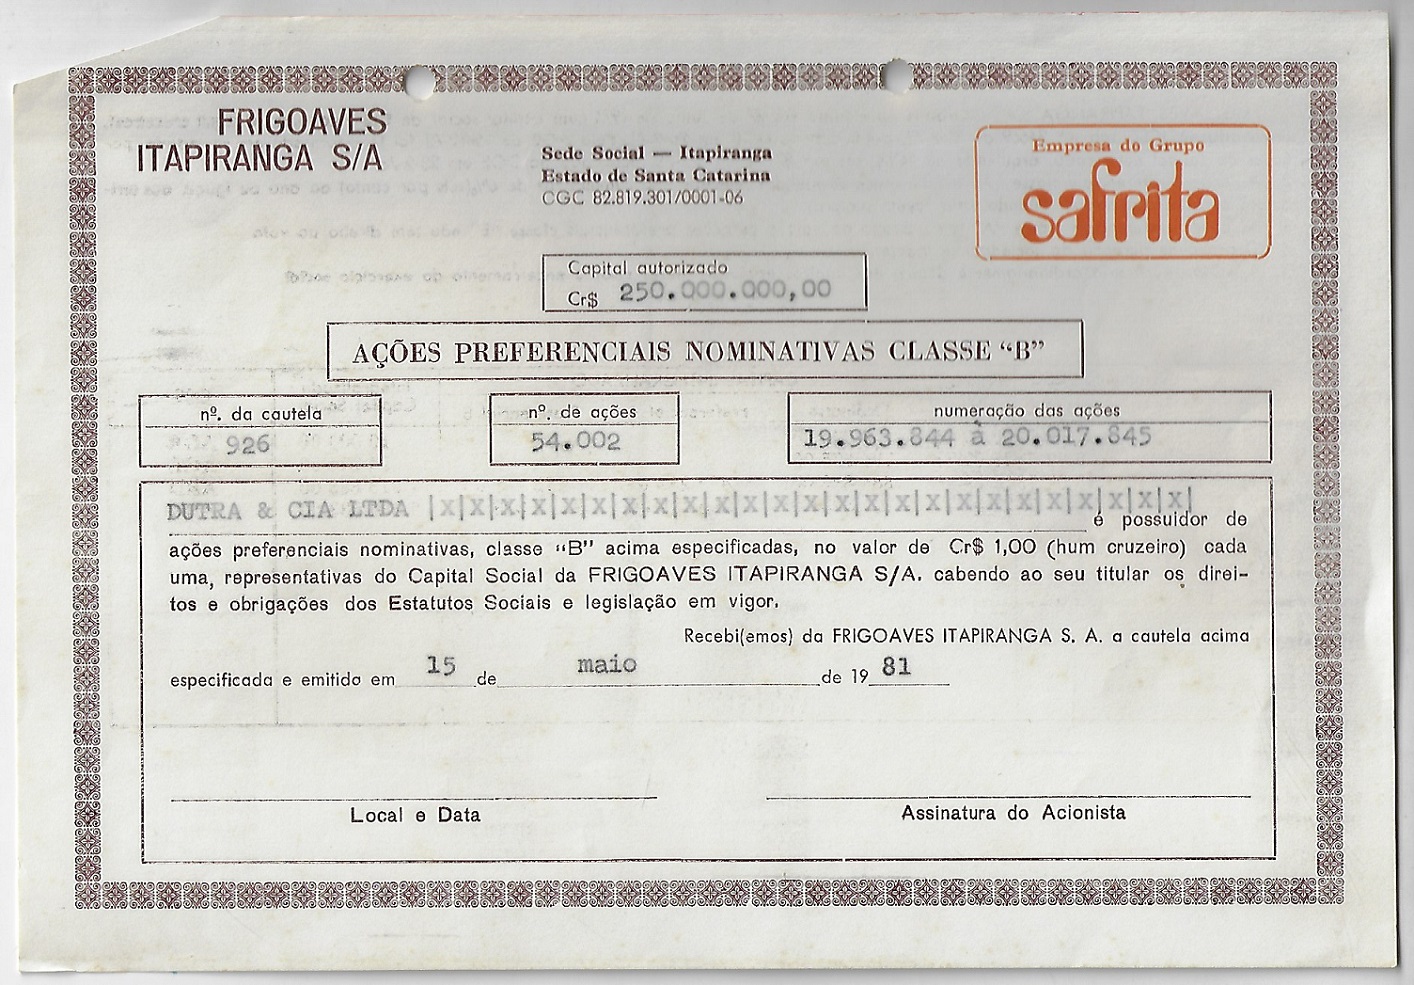 FRIGOAVES
ITAPIRANGA S/A
Sede Social — Itapiranga
Estado de Santa Catarina
CGC 82.819.301/0001-06
Empresa do Grupo
safrita
Capital autorizado
Cr$ 250.000.000,00
AÇÕES PREFERENCIAIS NOMINATIVAS CLASSE “B”
nº. da cautela
926
nº. de ações
54.002
numeração das ações
19.963.844 à 20.017.845
DUTRA & CIA LTDA |x|x|x|x|x|x|x|x|x|x|x|x|x|x|x|x|x|x|x|x|x|x|x|x|x|
é possuidor de
ações preferenciais nominativas, classe “B” acima especificadas, no valor de Cr$ 1,00 (hum cruzeiro) cada
uma, representativas do Capital Social da FRIGOAVES ITAPIRANGA S/A. cabendo ao seu titular os direi-
tos e obrigações dos Estatutos Sociais e legislação em vigor.
Recebi(emos) da FRIGOAVES ITAPIRANGA S. A. a cautela acima
especificada e emitida em 15 de maio de 19 81
Local e Data
Assinatura do Acionista